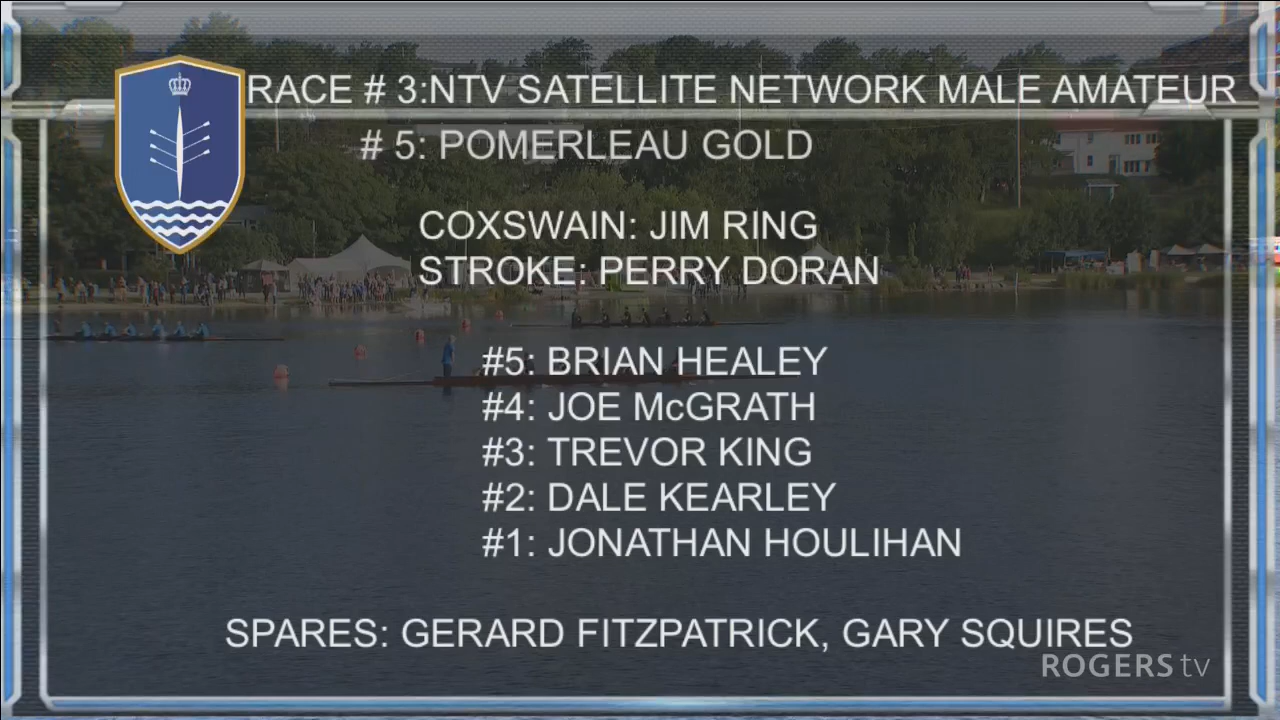 RACE # 3:NTV SATELLITE NETWORK MALE AMATEUR
# 5: POMERLEAU GOLD
COXSWAIN: JIM RING
STROKE: PERRY DORAN
#5: BRIAN HEALEY
#4: JOE McGRATH
#3: TREVOR KING
#2: DALE KEARLEY
#1: JONATHAN HOULIHAN
SPARES: GERARD FITZPATRICK, GARY SQUIRES
ROGERS tv